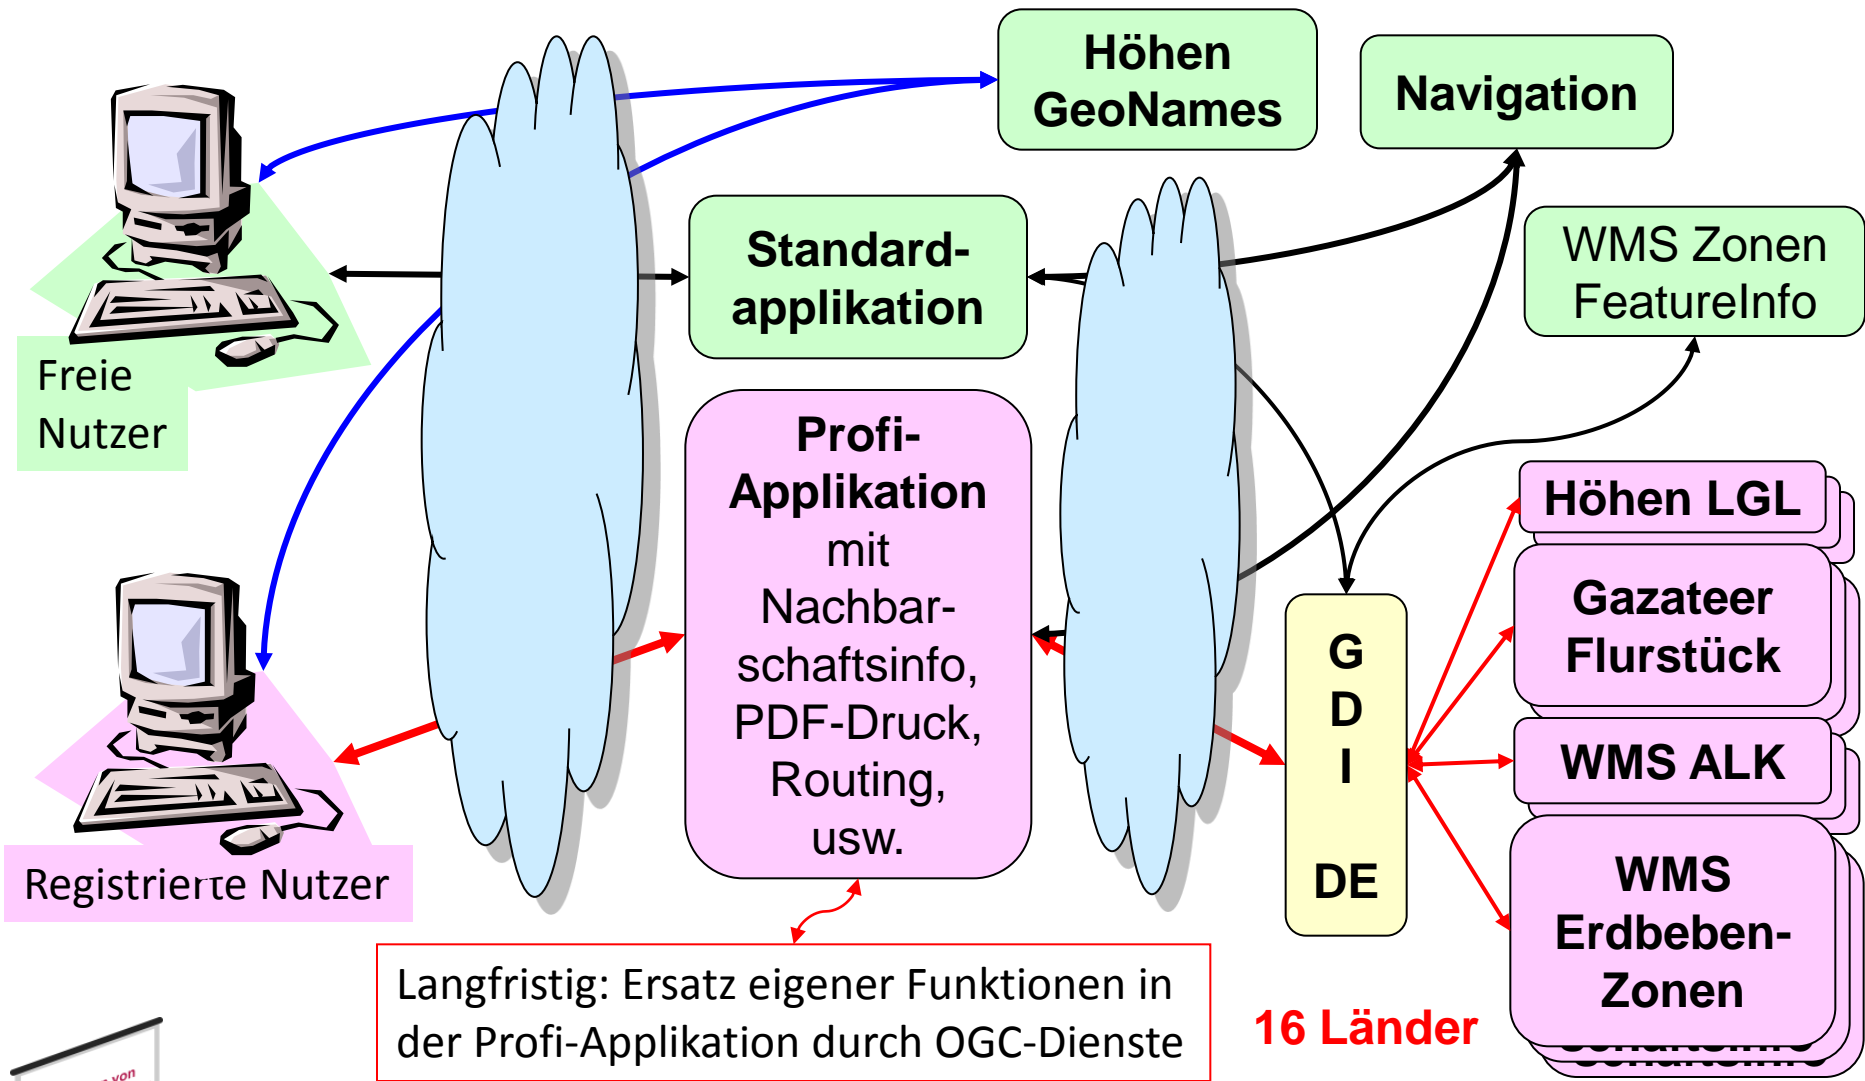 Höhen
GeoNames
Navigation
Standard-
applikation
WMS Zonen
FeatureInfo
Freie
Nutzer
Profi-
Applikation
mit
Nachbar-
schaftsinfo,
PDF-Druck,
Routing,
usw.
Höhen LGL
Gazateer
Flurstück
WMS ALK
WMS
Erdbeben-
Zonen
G
D
I
DE
Registrierte Nutzer
Langfristig: Ersatz eigener Funktionen in
der Profi-Applikation durch OGC-Dienste
16 Länder
von